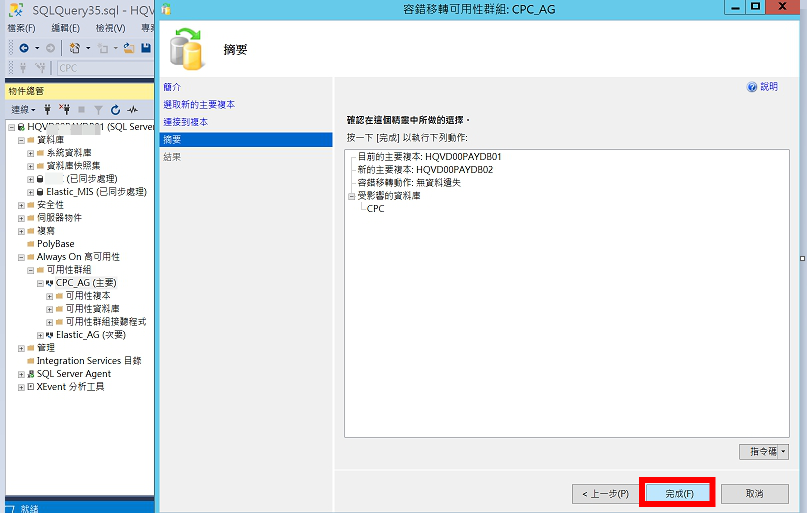 SQLQuery35.sql - HQV
容錯移轉可用性群組: CPC_AG
檔案(F) 編輯(E) 檢視(V) 專
CPC
物件總管
連線
HQVD00PAYDB01 (SQL Server
資料庫
系統資料庫
資料庫快照集
(已同步處理)
Elastic_MIS (已同步處理)
安全性
伺服器物件
複寫
PolyBase
Always On 高可用性
可用性群組
CPC_AG (主要)
可用性複本
可用性資料庫
可用性群組接聽程式
Elastic_AG (次要)
管理
Integration Services 目錄
SQL Server Agent
XEvent 分析工具
就緒
摘要
簡介
選取新的主要複本
連接到複本
摘要
結果
說明
確認在這個精靈中所做的選擇。
按一下 [完成] 以執行下列動作:
目前的主要複本: HQVD00PAYDB01
新的主要複本: HQVD00PAYDB02
容錯移轉動作: 無資料遺失
受影響的資料庫
CPC
指令碼
< 上一步(P) 完成(F) 取消